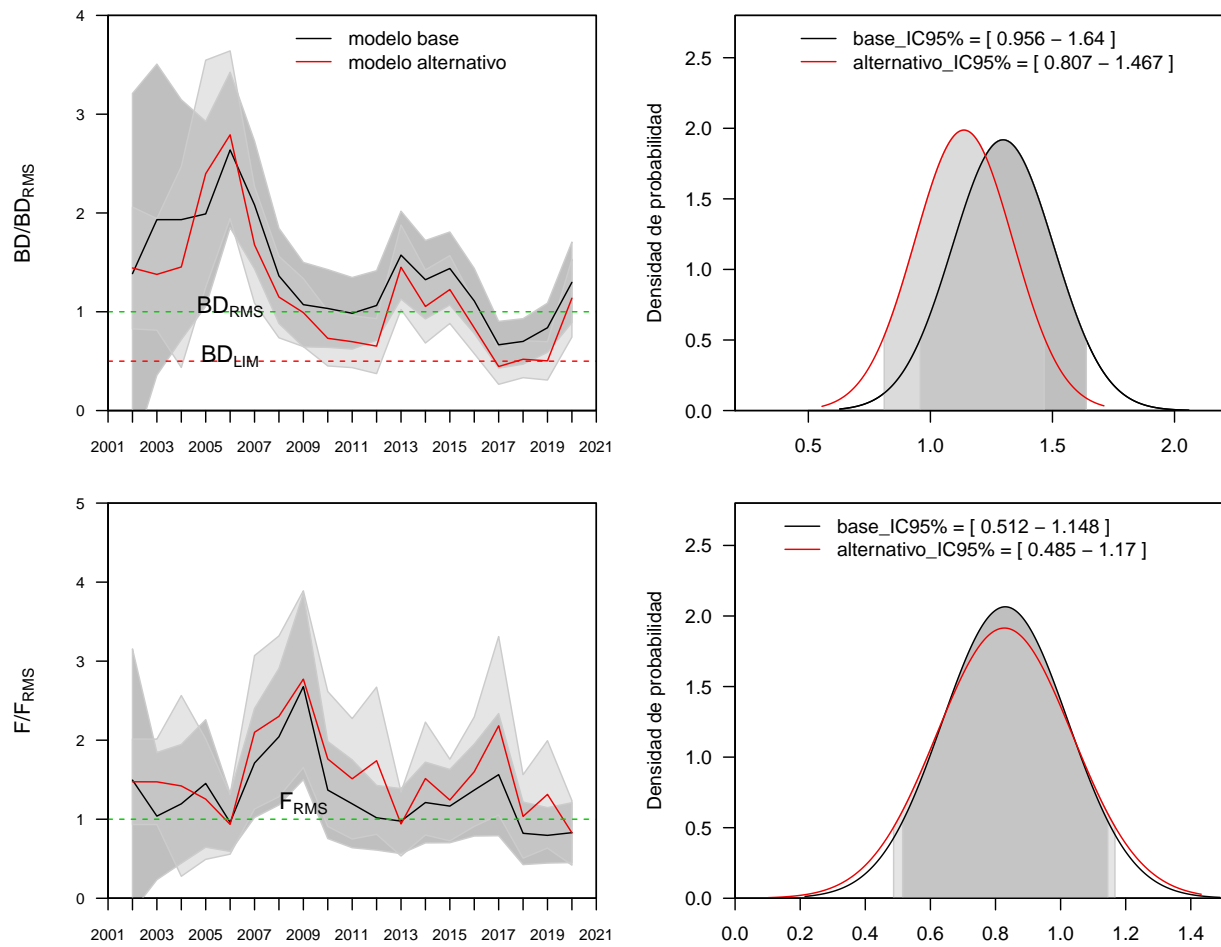 modelo base
modelo alternativo
BD/BD_RMS
BD_RMS
BD_LIM
0 1 2 3 4
2001 2003 2005 2007 2009 2011 2013 2015 2017 2019 2021
base_IC95% = [ 0.956 − 1.64 ]
alternativo_IC95% = [ 0.807 − 1.467 ]
Densidad de probabilidad
0.0 0.5 1.0 1.5 2.0 2.5
0.5 1.0 1.5 2.0
F/F_RMS
F_RMS
0 1 2 3 4 5
2001 2003 2005 2007 2009 2011 2013 2015 2017 2019 2021
base_IC95% = [ 0.512 − 1.148 ]
alternativo_IC95% = [ 0.485 − 1.17 ]
Densidad de probabilidad
0.0 0.5 1.0 1.5 2.0 2.5
0.0 0.2 0.4 0.6 0.8 1.0 1.2 1.4